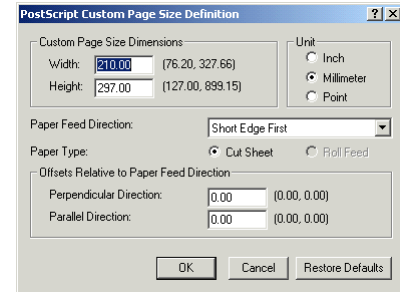 PostScript Custom Page Size Definition
Custom Page Size Dimensions
Width: 210.00 (76.20, 327.66)
Height: 297.00 (127.00, 899.15)
Unit
Inch
Millimeter
Point
Paper Feed Direction: Short Edge First
Paper Type: Cut Sheet Roll Feed
Offsets Relative to Paper Feed Direction
Perpendicular Direction: 0.00 (0.00, 0.00)
Parallel Direction: 0.00 (0.00, 0.00)
OK Cancel Restore Defaults